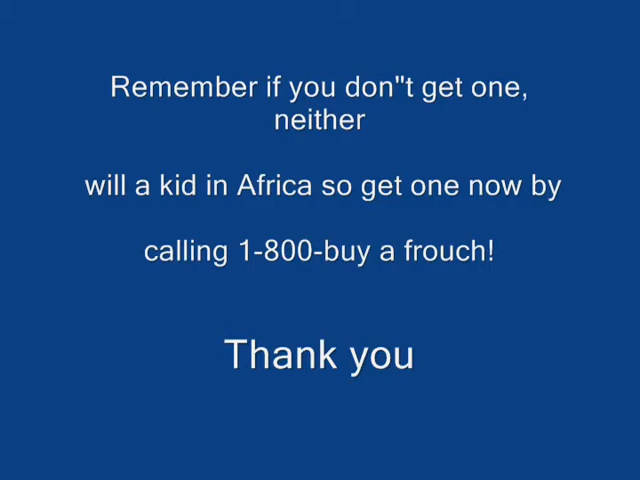 Remember if you don"t get one,
neither
will a kid in Africa so get one now by
calling 1-800-buy a frouch!
Thank you